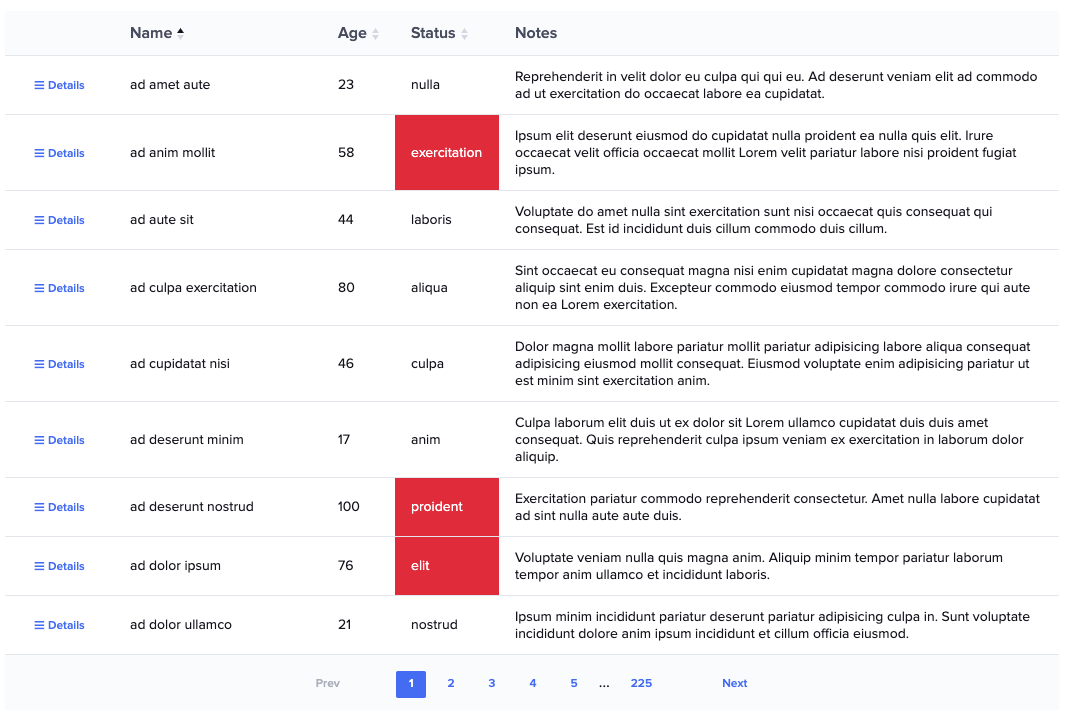 Name Age Status Notes
Details ad amet aute 23 nulla Reprehenderit in velit dolor eu culpa qui qui eu. Ad deserunt veniam elit ad commodo
ad ut exercitation do occaecat labore ea cupidatat.
Details ad anim mollit 58 exercitation Ipsum elit deserunt eiusmod do cupidatat nulla proident ea nulla quis elit. Irure
occaecat velit officia occaecat mollit Lorem velit pariatur labore nisi proident fugiat
ipsum.
Details ad aute sit 44 laboris Voluptate do amet nulla sint exercitation sunt nisi occaecat quis consequat qui
consequat. Est id incididunt duis cillum commodo duis cillum.
Details ad culpa exercitation 80 aliqua Sint occaecat eu consequat magna nisi enim cupidatat magna dolore consectetur
aliquip sint enim duis. Excepteur commodo eiusmod tempor commodo irure qui aute
non ea Lorem exercitation.
Details ad cupidatat nisi 46 culpa Dolor magna mollit labore pariatur mollit pariatur adipisicing labore aliqua consequat
adipisicing eiusmod mollit consequat. Eiusmod voluptate enim adipisicing pariatur ut
est minim sint exercitation anim.
Details ad deserunt minim 17 anim Culpa laborum elit duis ut ex dolor sit Lorem ullamco cupidatat duis duis amet
consequat. Quis reprehenderit culpa ipsum veniam ex exercitation in laborum dolor
aliquip.
Details ad deserunt nostrud 100 proident Exercitation pariatur commodo reprehenderit consectetur. Amet nulla labore cupidatat
ad sint nulla aute aute duis.
Details ad dolor ipsum 76 elit Voluptate veniam nulla quis magna anim. Aliquip minim tempor pariatur laborum
tempor anim ullamco et incididunt laboris.
Details ad dolor ullamco 21 nostrud Ipsum minim incididunt pariatur deserunt pariatur adipisicing culpa in. Sunt voluptate
incididunt dolore anim ipsum incididunt et cillum officia eiusmod.
Prev 1 2 3 4 5 ... 225 Next